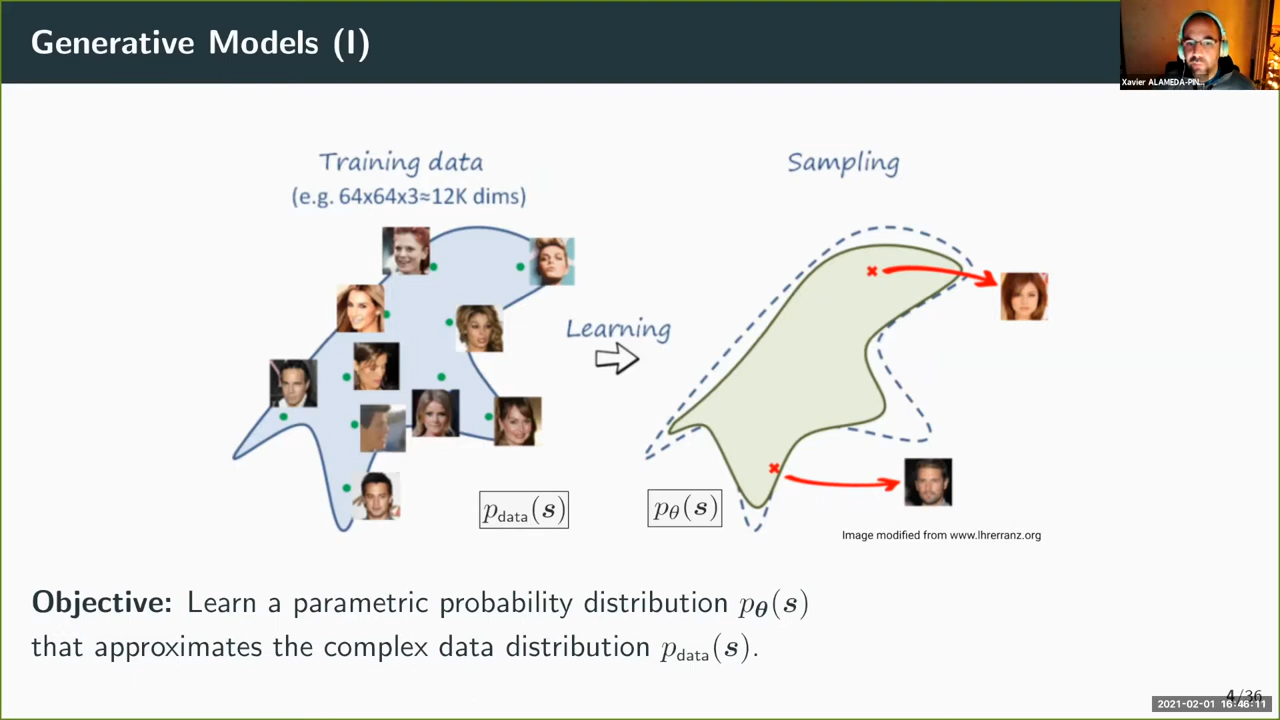 Generative Models (I)
Xavier ALAMEDA-PIN...
Training data
(e.g. 64x64x3≈12K dims)
Sampling
Learning
p_data(s)
p_θ(s)
Image modified from www.lhrerranz.org
Objective: Learn a parametric probability distribution p_θ(s)
that approximates the complex data distribution p_data(s).
4/36
2021-02-01 16:46:11